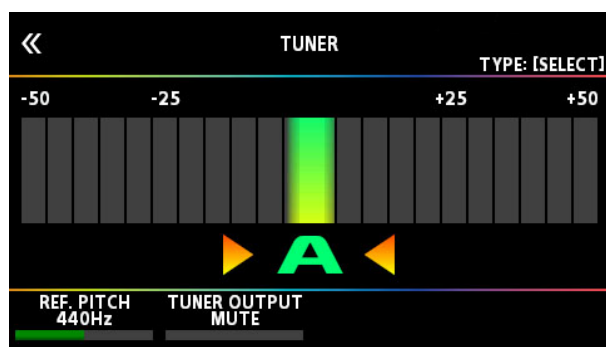 TUNER
TYPE: [SELECT]
-50 -25 +25 +50
A
REF. PITCH TUNER OUTPUT
440Hz MUTE